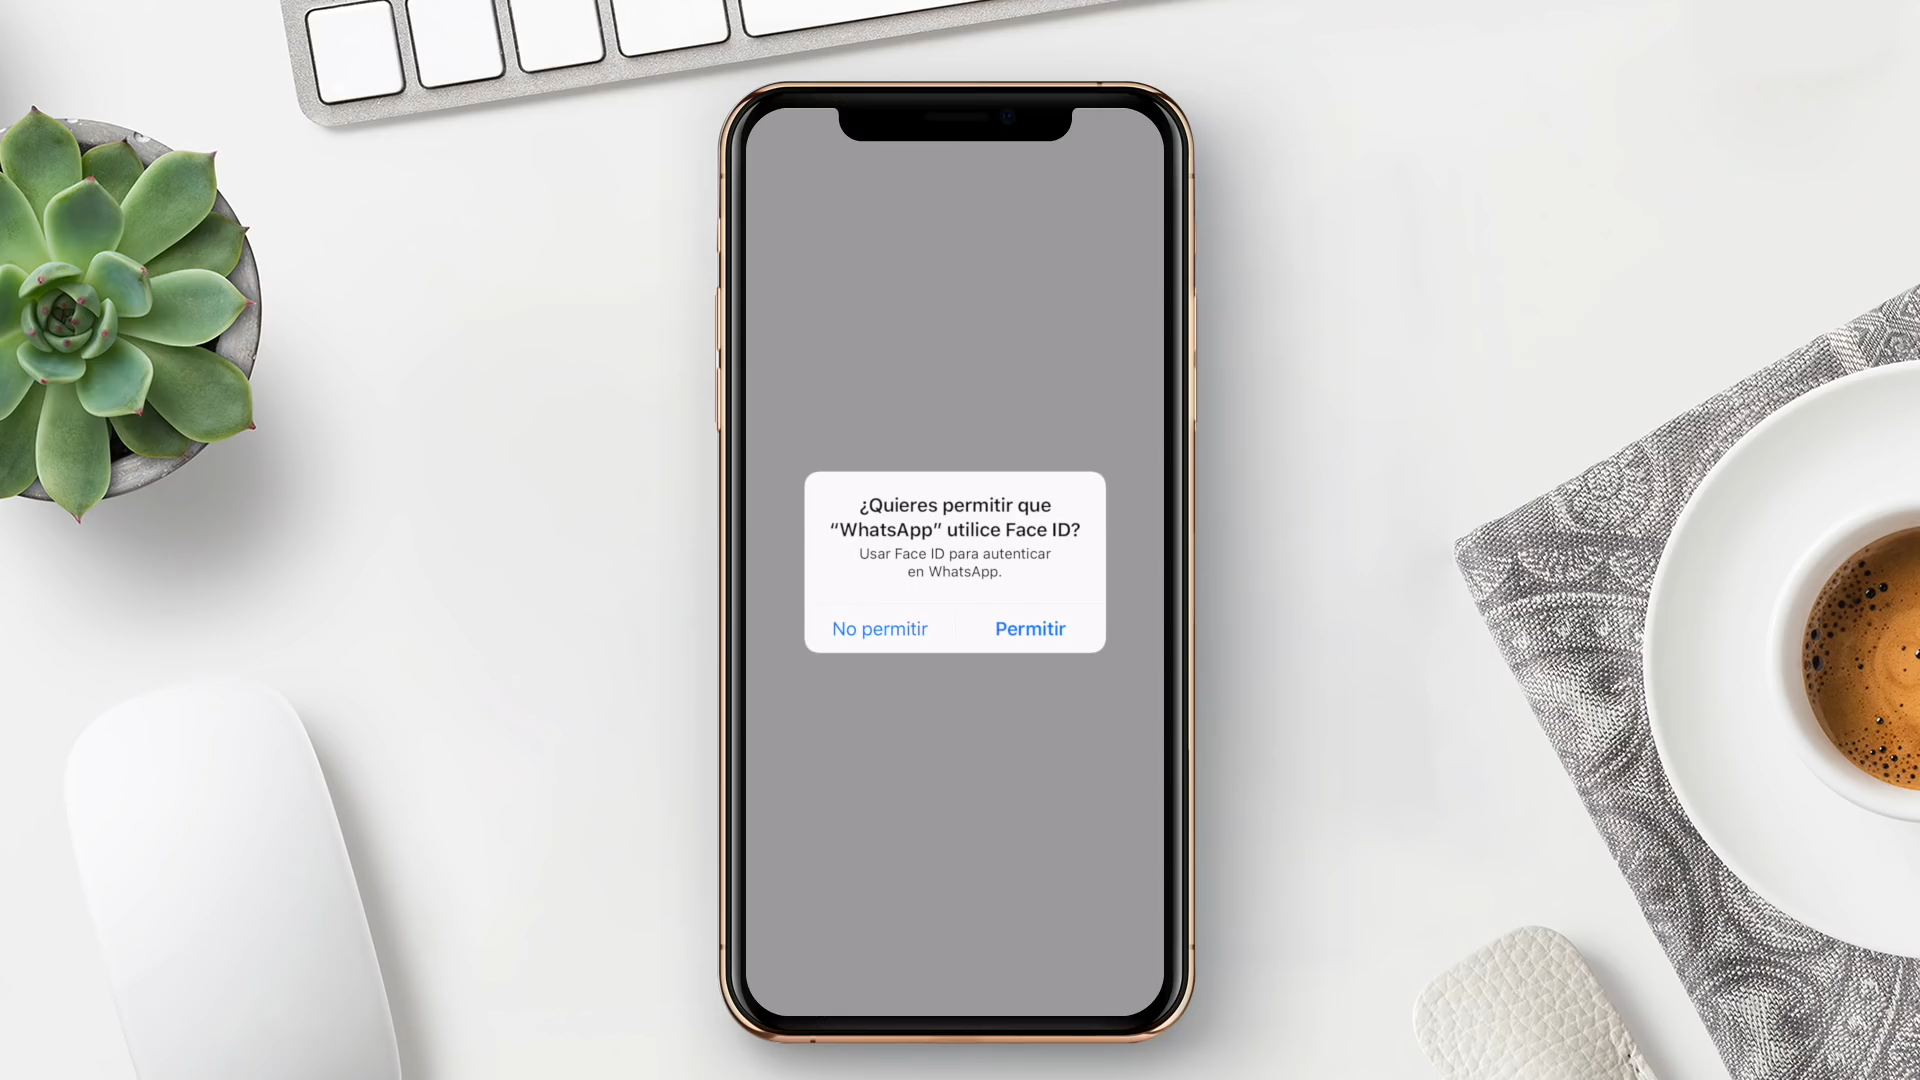 ¿Quieres permitir que
“WhatsApp” utilice Face ID?
Usar Face ID para autenticar
en WhatsApp.
No permitir
Permitir